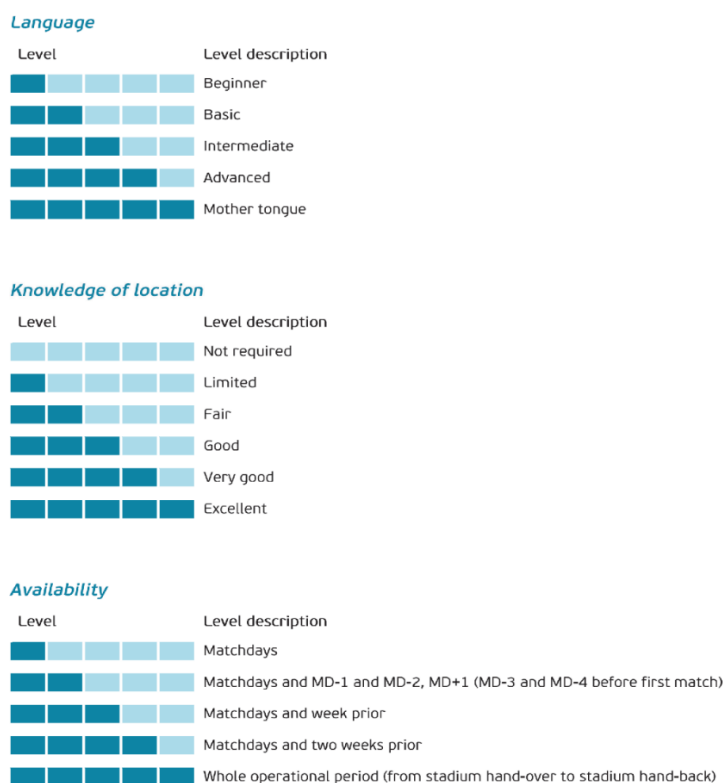 Language
Level Level description
Beginner
Basic
Intermediate
Advanced
Mother tongue
Knowledge of location
Level Level description
Not required
Limited
Fair
Good
Very good
Excellent
Availability
Level Level description
Matchdays
Matchdays and MD-1 and MD-2, MD+1 (MD-3 and MD-4 before first match)
Matchdays and week prior
Matchdays and two weeks prior
Whole operational period (from stadium hand-over to stadium hand-back)